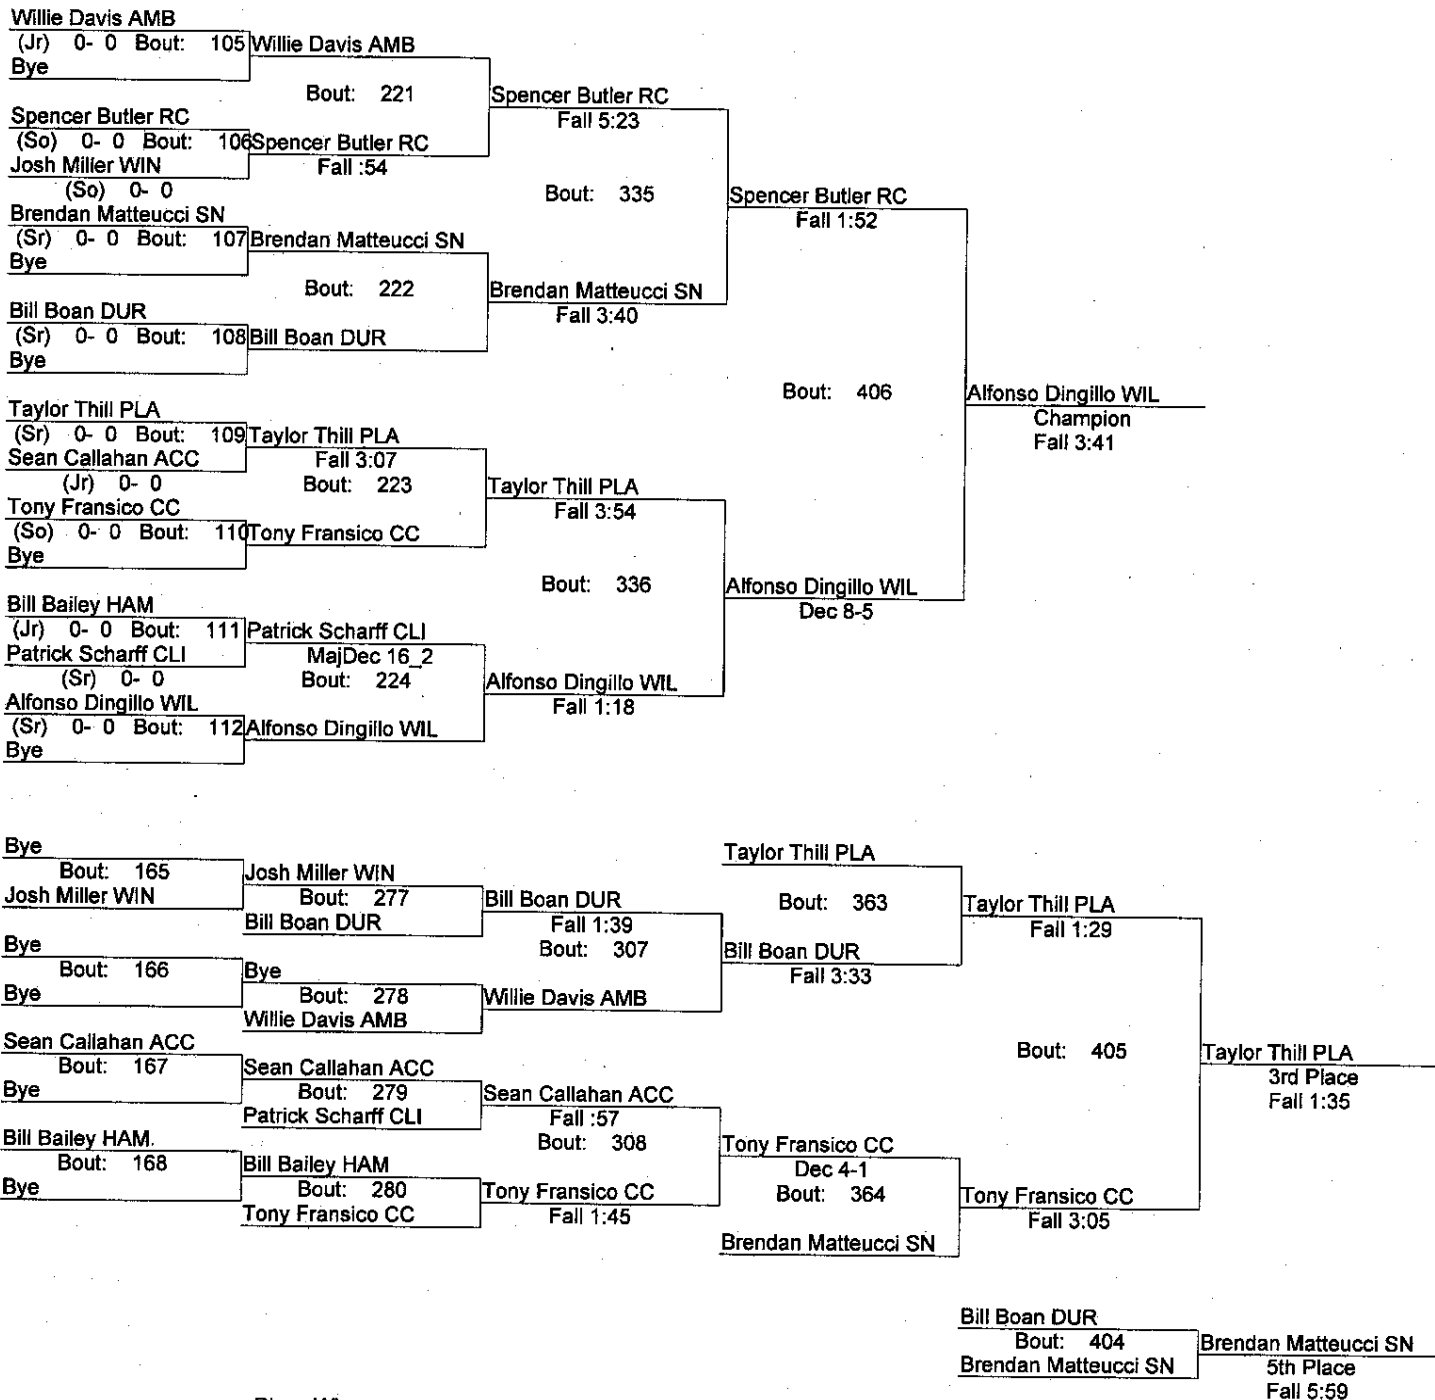 Willie Davis AMB
(Jr) 0- 0 Bout: 105 Willie Davis AMB
Bye
Bout: 221 Spencer Butler RC
Fall 5:23
Spencer Butler RC
(So) 0- 0 Bout: 106 Spencer Butler RC
Josh Miller WIN Fall :54
(So) 0- 0
Bout: 335 Spencer Butler RC
Fall 1:52
Brendan Matteucci SN
(Sr) 0- 0 Bout: 107 Brendan Matteucci SN
Bye
Bout: 222 Brendan Matteucci SN
Fall 3:40
Bill Boan DUR
(Sr) 0- 0 Bout: 108 Bill Boan DUR
Bye
Bout: 406 Alfonso Dingillo WIL
Champion
Fall 3:41
Taylor Thill PLA
(Sr) 0- 0 Bout: 109 Taylor Thill PLA
Sean Callahan ACC Fall 3:07
(Jr) 0- 0 Bout: 223 Taylor Thill PLA
Fall 3:54
Tony Fransico CC
(So) 0- 0 Bout: 110 Tony Fransico CC
Bye
Bout: 336 Alfonso Dingillo WIL
Dec 8-5
Bill Bailey HAM
(Jr) 0- 0 Bout: 111 Patrick Scharff CLI
Patrick Scharff CLI MajDec 16_2
(Sr) 0- 0 Bout: 224 Alfonso Dingillo WIL
Fall 1:18
Alfonso Dingillo WIL
(Sr) 0- 0 Bout: 112 Alfonso Dingillo WIL
Bye
Bye
Bout: 165 Josh Miller WIN
Josh Miller WIN Bout: 277 Bill Boan DUR
Bill Boan DUR Fall 1:39
Bout: 307 Bill Boan DUR
Fall 3:33
Bye
Bout: 166 Bye
Bye Bout: 278 Willie Davis AMB
Willie Davis AMB
Taylor Thill PLA
Bout: 363 Taylor Thill PLA
Fall 1:29
Sean Callahan ACC
Bout: 167 Sean Callahan ACC
Bye Bout: 279 Sean Callahan ACC
Patrick Scharff CLI Fall :57
Bout: 308 Tony Fransico CC
Dec 4-1
Bill Bailey HAM
Bout: 168 Bill Bailey HAM
Bye Bout: 280 Tony Fransico CC
Tony Fransico CC Fall 1:45
Bout: 364 Tony Fransico CC
Fall 3:05
Brendan Matteucci SN
Bout: 405 Taylor Thill PLA
3rd Place
Fall 1:35
Bill Boan DUR
Bout: 404 Brendan Matteucci SN
Brendan Matteucci SN 5th Place
Fall 5:59